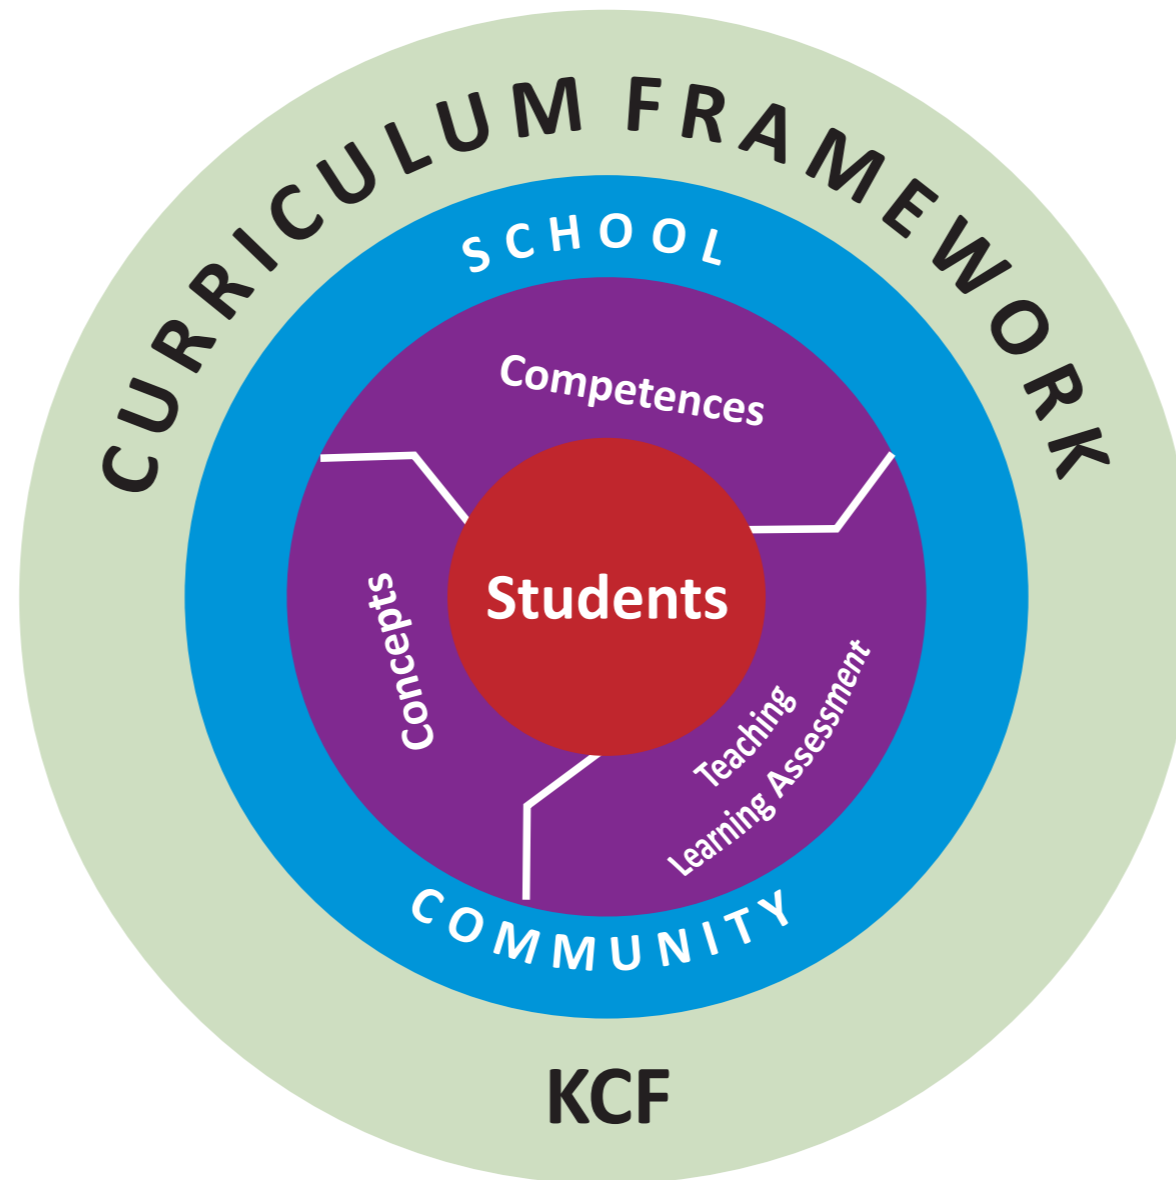 CURRICULUM FRAMEWORK
SCHOOL
Competences
Students
Concepts
Teaching
Learning Assessment
COMMUNITY
KCF